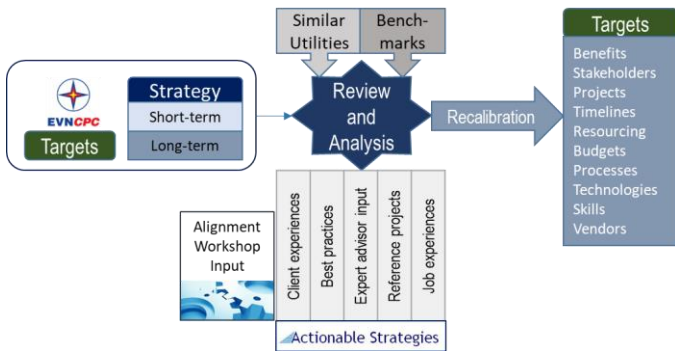 Similar
Utilities
Bench-
marks
EVNCPC
Targets
Strategy
Short-term
Long-term
Review
and
Analysis
Recalibration
Targets
Benefits
Stakeholders
Projects
Timelines
Resourcing
Budgets
Processes
Technologies
Skills
Vendors
Alignment
Workshop
Input
Client experiences
Best practices
Expert advisor input
Reference projects
Job experiences
Actionable Strategies